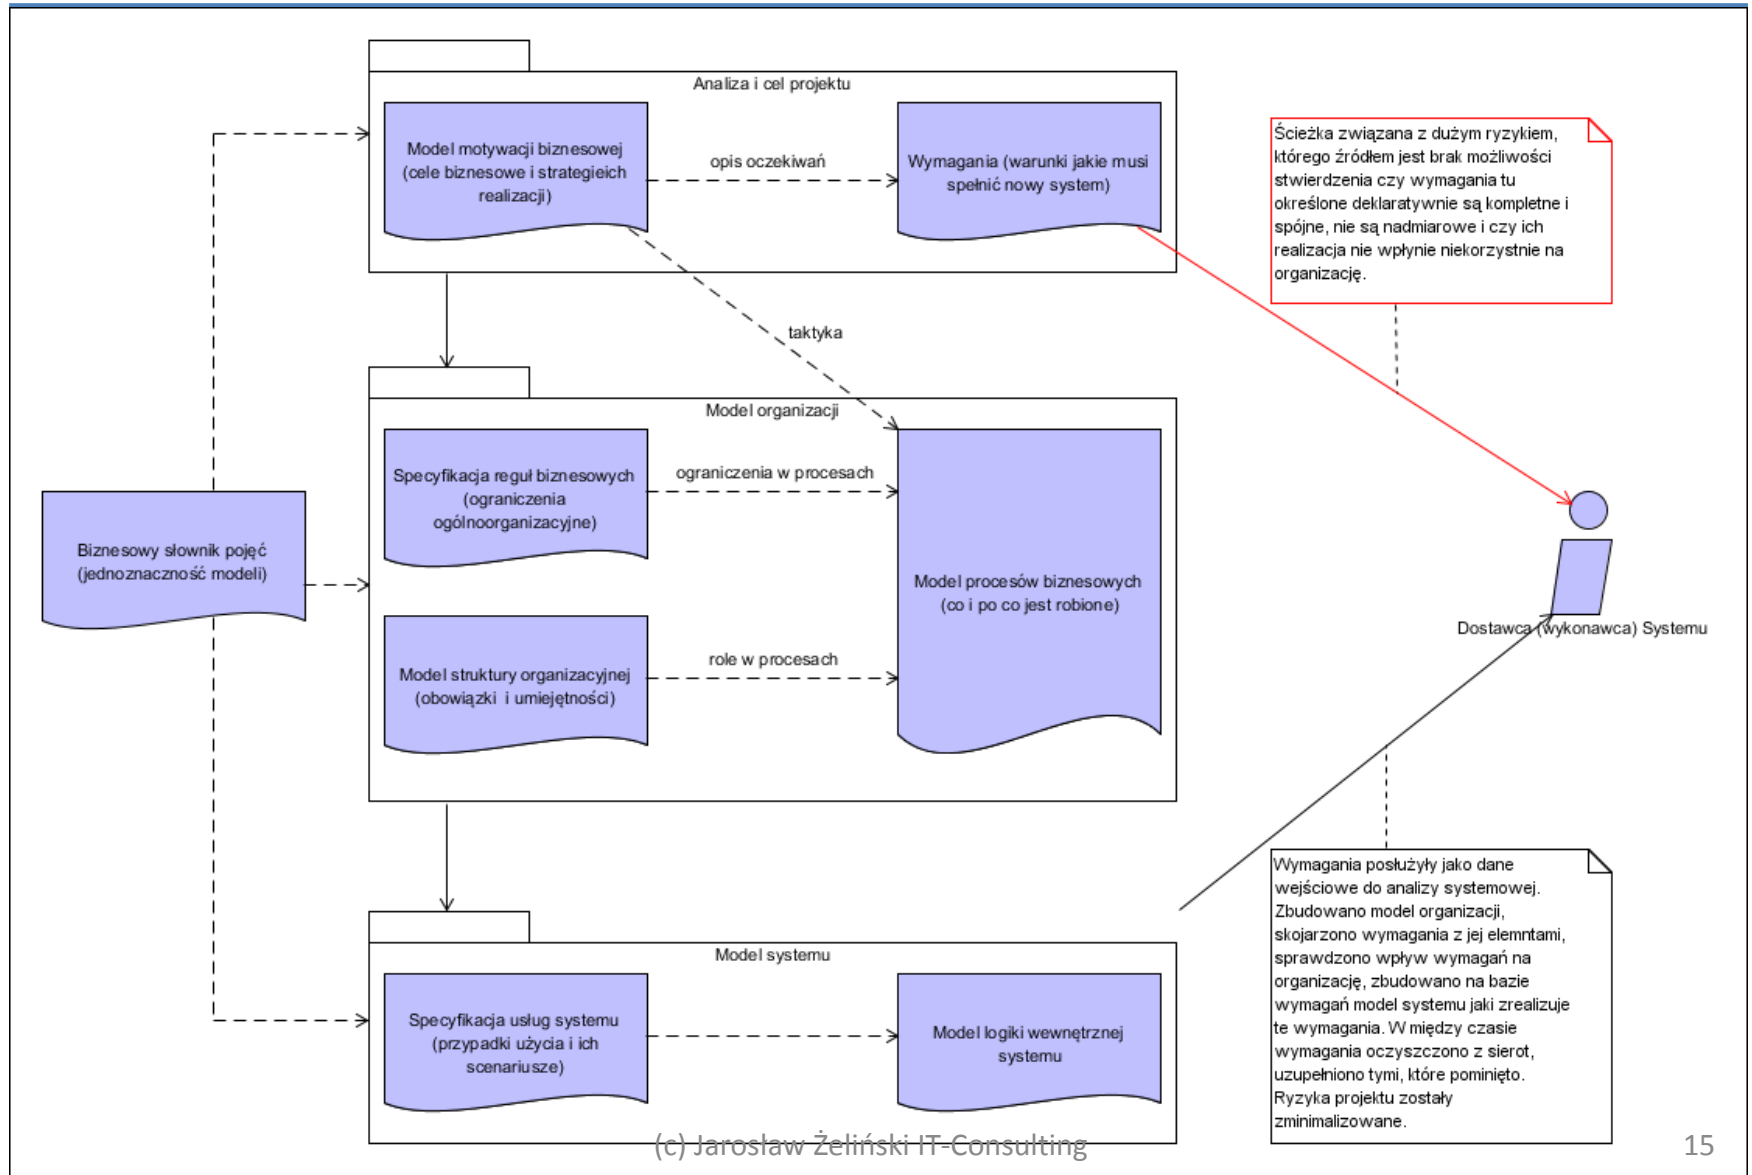 Analiza i cel projektu
Model motywacji biznesowej
(cele biznesowe i strategieich
realizacji)
opis oczekiwań
Wymagania (warunki jakie musi
spełnić nowy system)
Ścieżka związana z dużym ryzykiem,
którego źródłem jest brak możliwości
stwierdzenia czy wymagania tu
określone deklaratywnie są kompletne i
spójne, nie są nadmiarowe i czy ich
realizacja nie wpłynie niekorzystnie na
organizację.
taktyka
Model organizacji
Specyfikacja reguł biznesowych
(ograniczenia
ogólnoorganizacyjne)
ograniczenia w procesach
Biznesowy słownik pojęć
(jednoznaczność modeli)
Model procesów biznesowych
(co i po co jest robione)
Model struktury organizacyjnej
(obowiązki i umiejętności)
role w procesach
Dostawca (wykonawca) Systemu
Model systemu
Specyfikacja usług systemu
(przypadki użycia i ich
scenariusze)
Model logiki wewnętrznej
systemu
Wymagania posłużyły jako dane
wejściowe do analizy systemowej.
Zbudowano model organizacji,
skojarzono wymagania z jej elemntami,
sprawdzono wpływ wymagań na
organizację, zbudowano na bazie
wymagań model systemu jaki zrealizuje
te wymagania. W między czasie
wymagania oczyszczono z sierot,
uzupełniono tymi, które pominięto.
Ryzyka projektu zostały
zminimalizowane.
(c) Jarosław Żeliński IT-Consulting
15